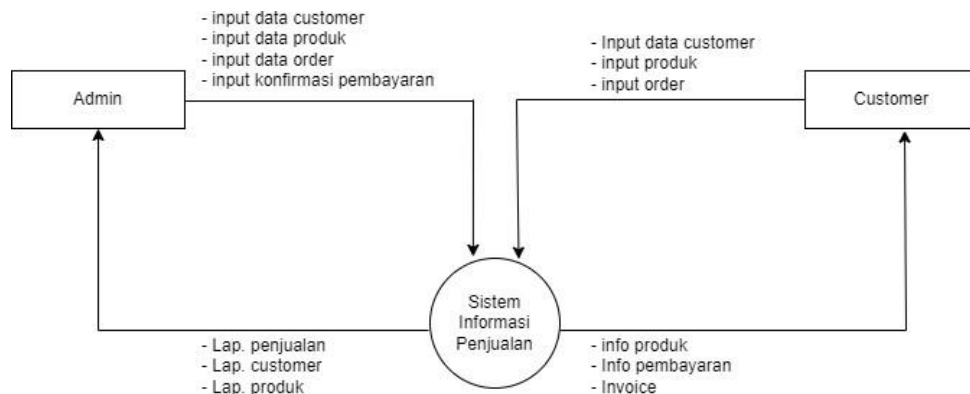 - input data customer
- input data produk
- input data order
- input konfirmasi pembayaran
- Input data customer
- input produk
- input order
Admin
Customer
Sistem
Informasi
Penjualan
- Lap. penjualan
- Lap. customer
- Lap. produk
- info produk
- Info pembayaran
- Invoice